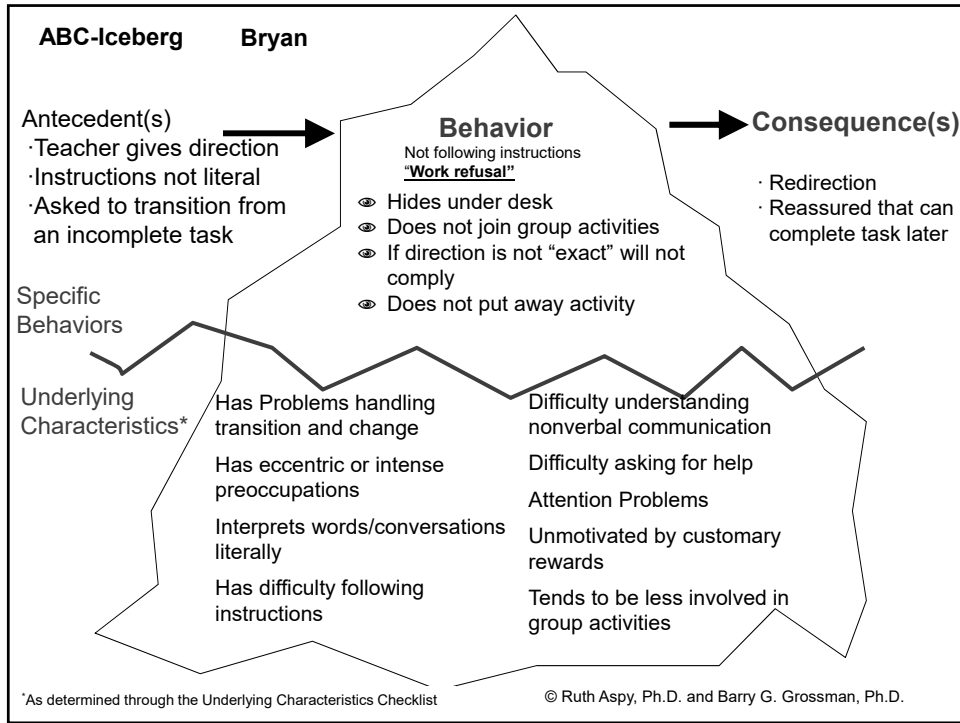 ABC-Iceberg Bryan
Antecedent(s)
·Teacher gives direction
·Instructions not literal
·Asked to transition from
an incomplete task
Behavior
Not following instructions
“Work refusal”
Hides under desk
Does not join group activities
If direction is not “exact” will not
comply
Does not put away activity
Consequence(s)
· Redirection
· Reassured that can
complete task later
Specific
Behaviors
Underlying
Characteristics*
Has Problems handling
transition and change
Has eccentric or intense
preoccupations
Interprets words/conversations
literally
Has difficulty following
instructions
Difficulty understanding
nonverbal communication
Difficulty asking for help
Attention Problems
Unmotivated by customary
rewards
Tends to be less involved in
group activities
*As determined through the Underlying Characteristics Checklist
© Ruth Aspy, Ph.D. and Barry G. Grossman, Ph.D.